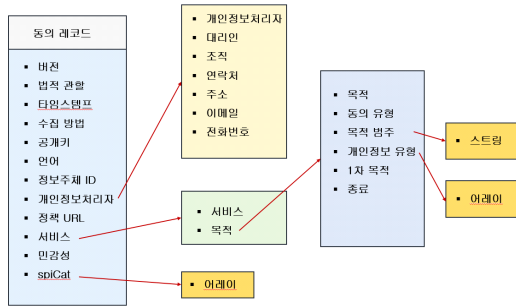 동의 레코드
버전
법적 관할
타임스템프
수집 방법
공개키
언어
정보주체 ID
개인정보처리자
정책 URL
서비스
민감성
spiCat
개인정보처리자
대리인
조직
연락처
주소
이메일
전화번호
서비스
목적
어레이
목적
동의 유형
목적 범주
개인정보 유형
1차 목적
종료
스트링
어레이